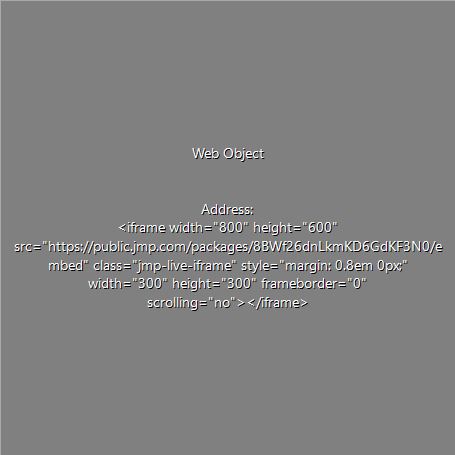 Web Object
Address:
<iframe width="800" height="600"
src="https://public.jmp.com/packages/8BWf26dnLkmKD6GdKF3N0/e
mbed" class="jmp-live-iframe" style="margin: 0.8em 0px;"
width="300" height="300" frameborder="0"
scrolling="no"></iframe>